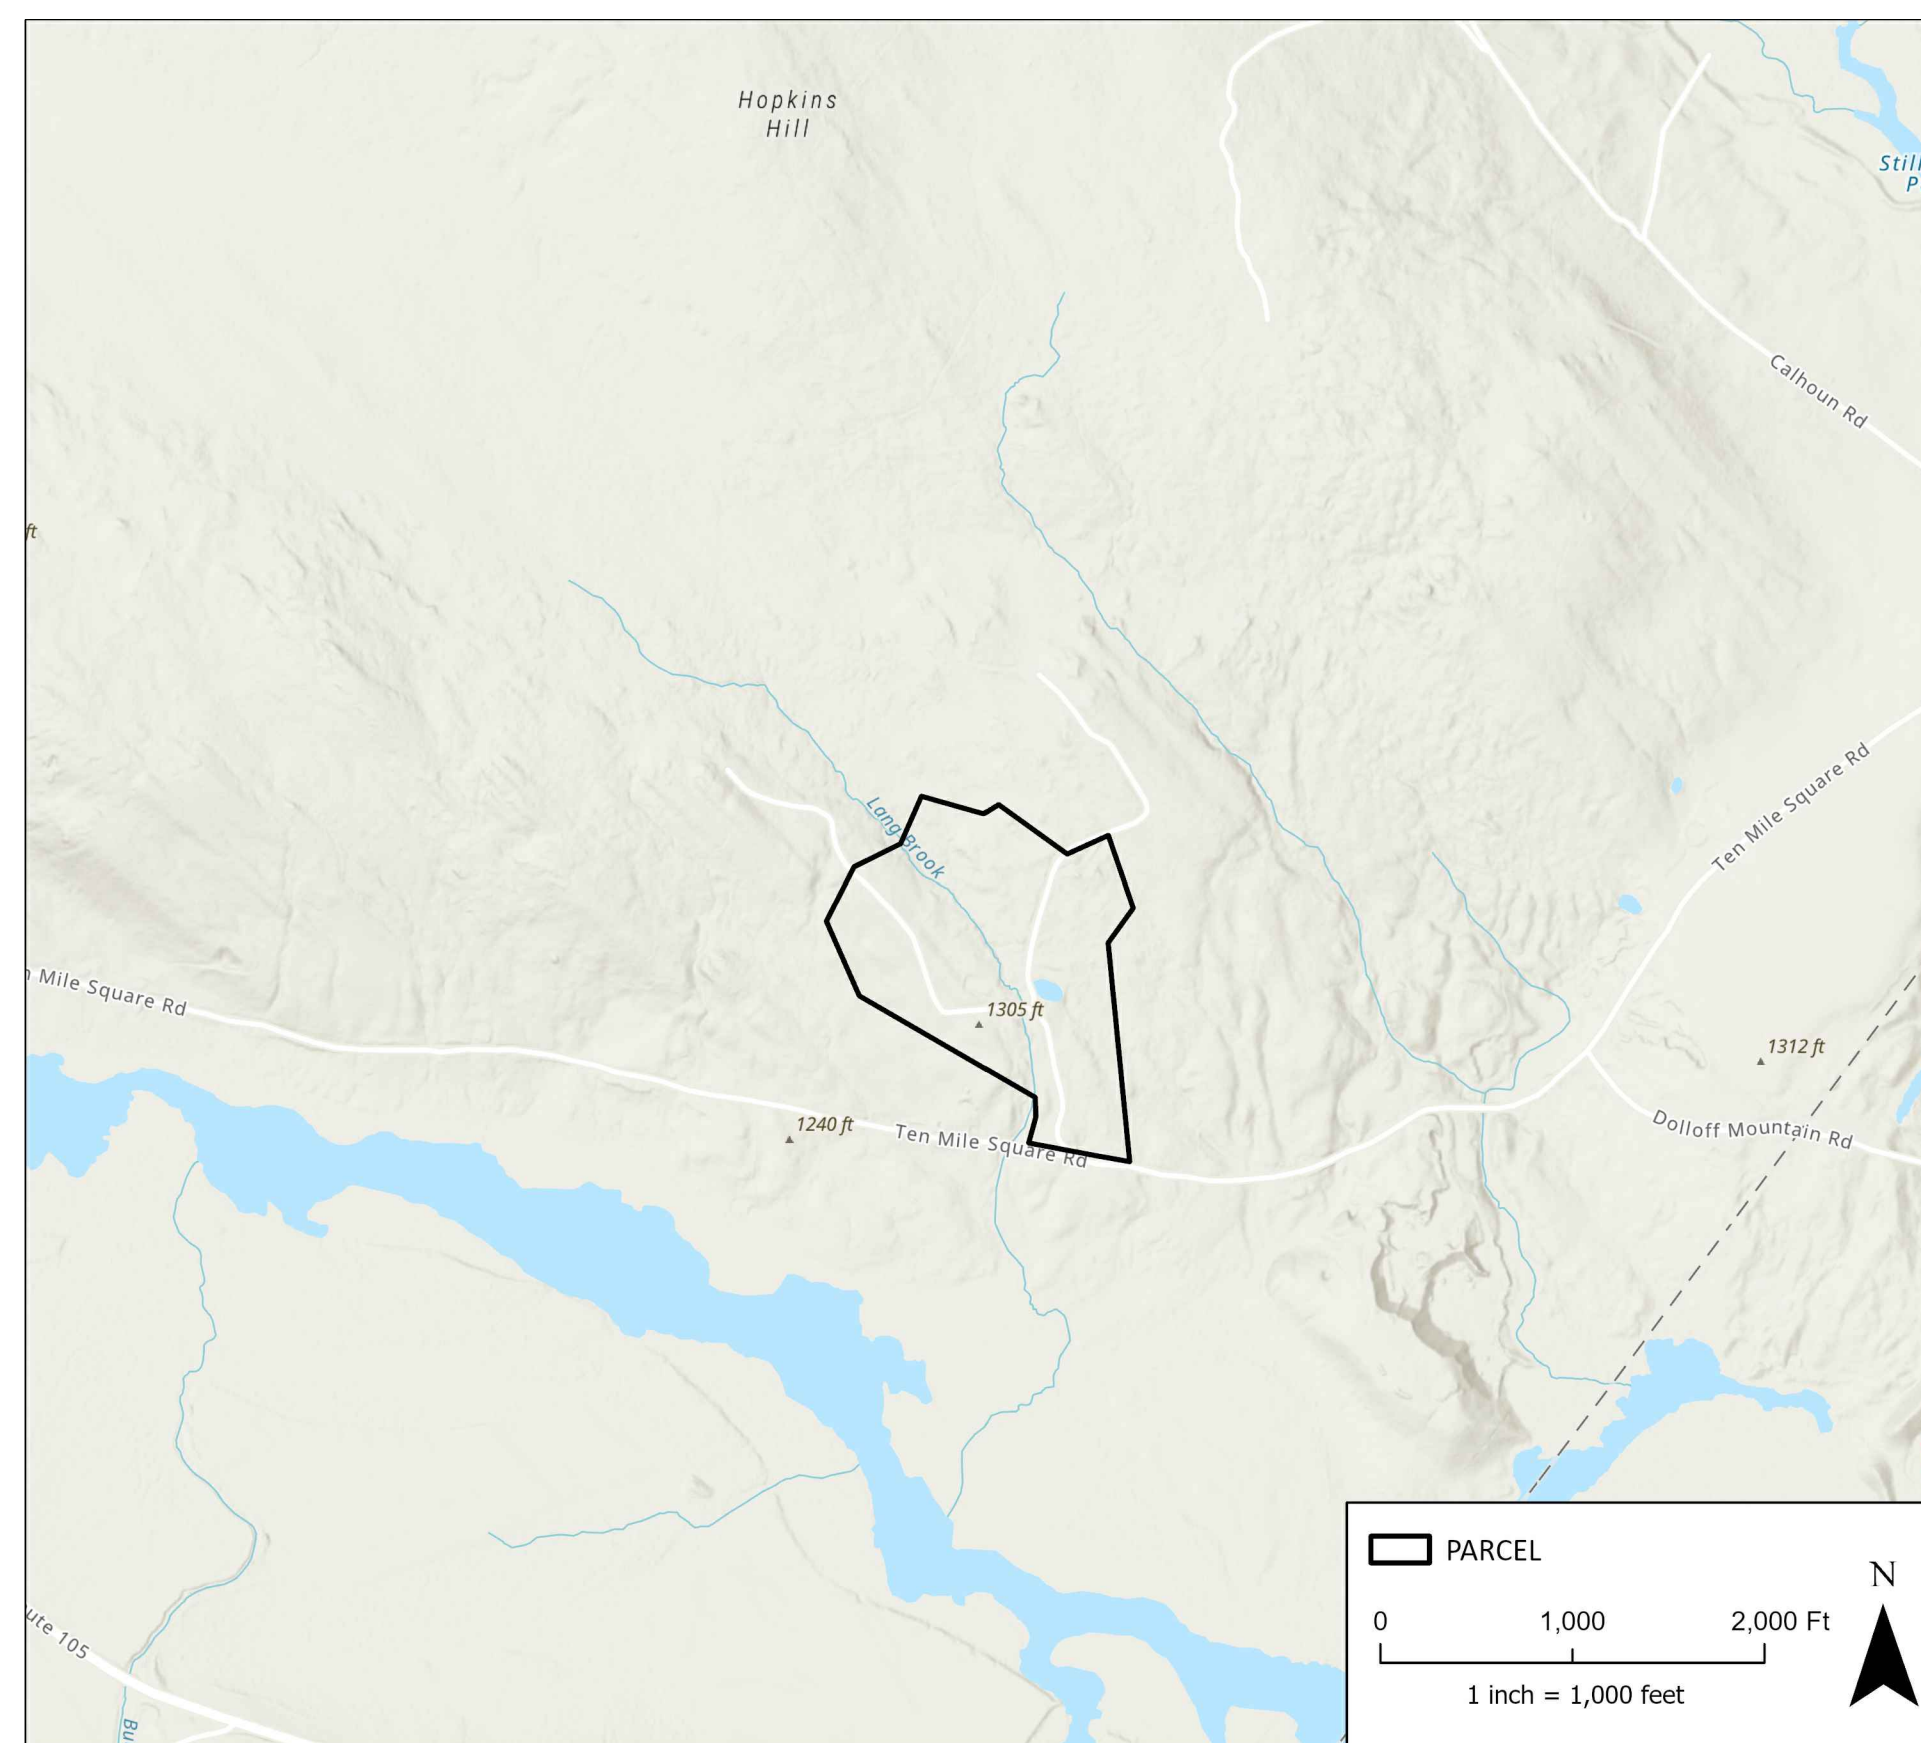 Hopkins
Hill
Still
P
Calhoun Rd
ft
Ten Mile Square Rd
Lang Brook
Mile Square Rd
1305 ft
1312 ft
1240 ft
Ten Mile Square Rd
Dolloff Mountain Rd
PARCEL
N
0 1,000 2,000 Ft
1 inch = 1,000 feet
ute 105
Bu